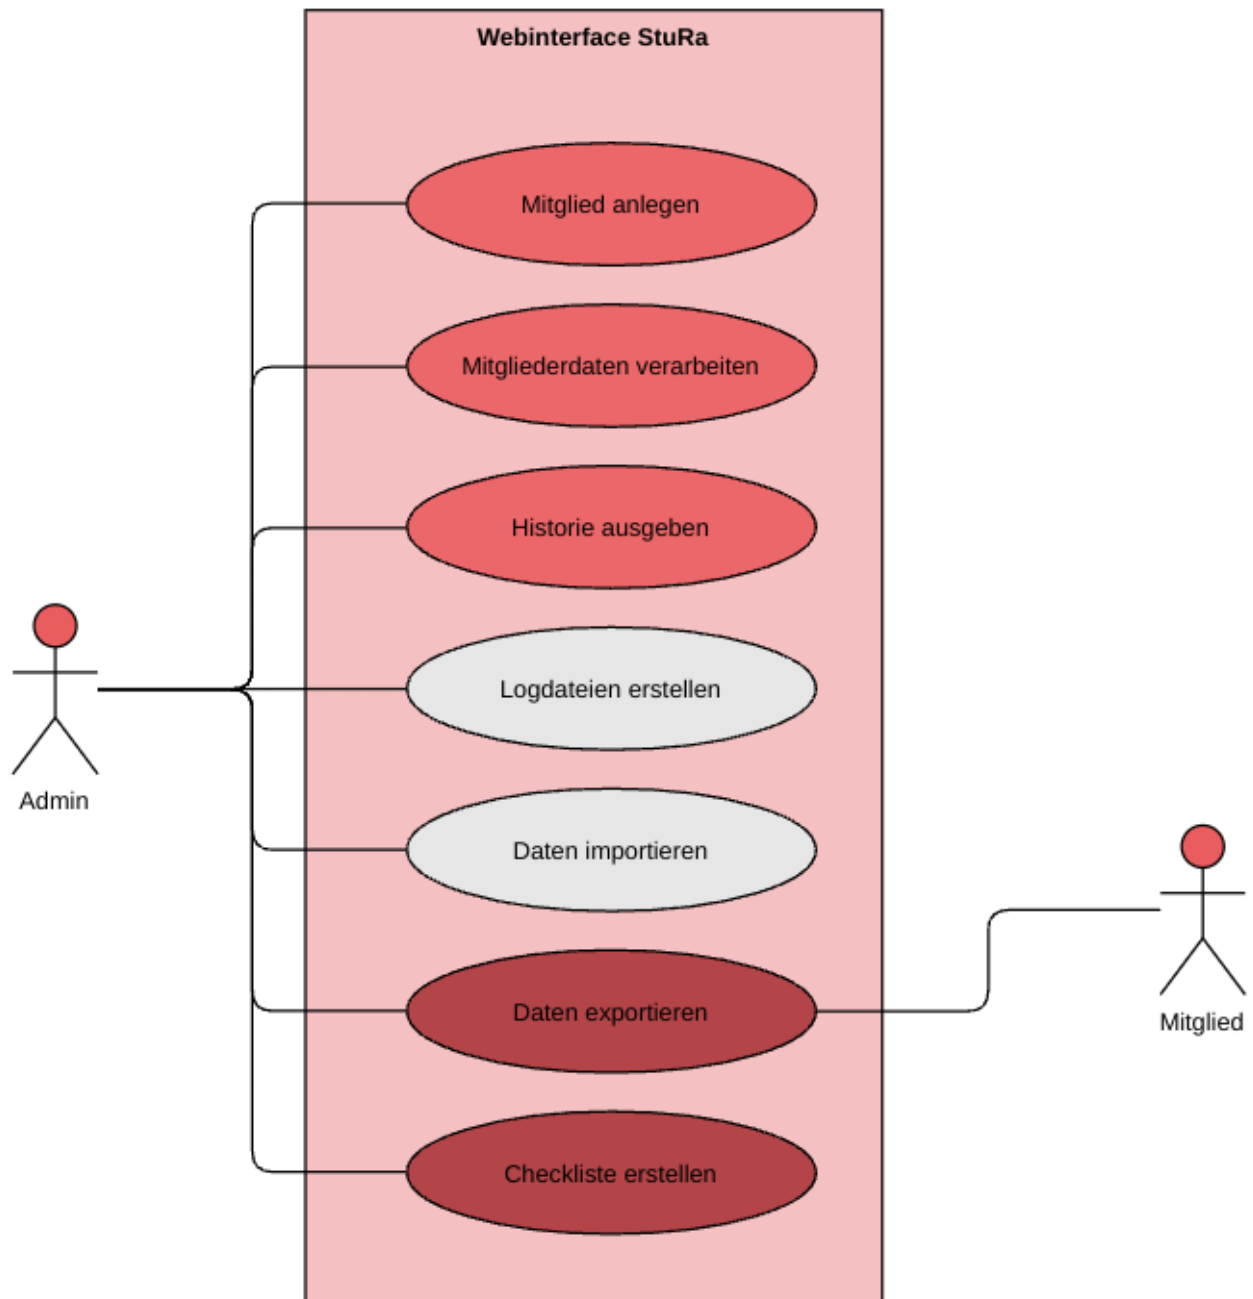 Webinterface StuRa
Mitglied anlegen
Mitgliederdaten verarbeiten
Historie ausgeben
Logdateien erstellen
Admin
Daten importieren
Daten exportieren
Mitglied
Checkliste erstellen